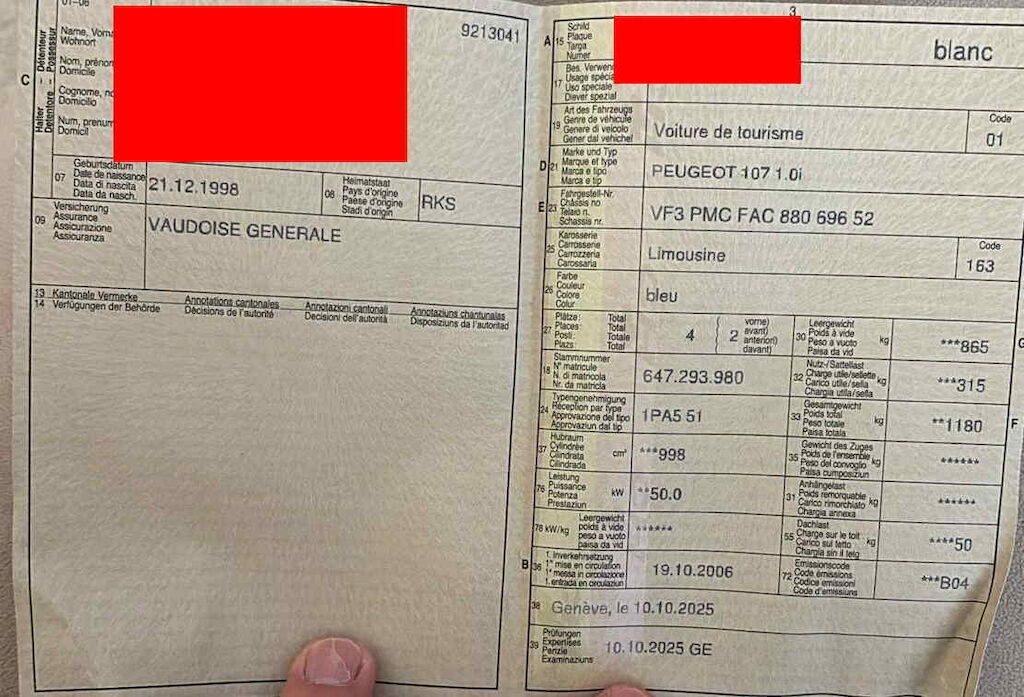 9213041
Détenteur
Possessur
C
Halter
Detentore
Wohnort
Nom, prénom
Domicile
Domicilio
Domicil
07
Geburtsdatum
Date de naissance
Data di nascita
Data da nasch.
21.12.1998
08
Heimatstaat
Pays d'origine
Paese d'origine
Stadi d'origin
RKS
09
Versicherung
Assurance
Assicurazione
Assicuranza
VAUDOISE GENERALE
13 Kantonale Vermerke Annotations cantonales Annotazioni cantonali Annotaziuns chantunalas
14 Verfügungen der Behörde Décisions de l'autorité Decisioni dell'autorità Disposiziuns da l'autoritad
3
A 15
Schild
Plaque
Targa
Numer
blanc
17
Usage spécial
Uso speciale
Diever spezial
19
Art des Fahrzeugs
Genre de véhicule
Genere di veicolo
Gener dal vehichel
Voiture de tourisme
Code
01
D 21
Marke und Typ
Marque et type
Marca e tipo
Marca e tip
PEUGEOT 107 1.0i
E 23
Fahrgestell-Nr.
Châssis no
Telaio n.
Schassis nr.
VF3 PMC FAC 880 696 52
25
Karosserie
Carrosserie
Carrozzeria
Carossaria
Limousine
Code
163
26
Farbe
Couleur
Colore
Colur
bleu
27
Plätze: Total
Places: Total
Posti: Totale
Plazs: Total
4
2
vorne)
avant)
anteriori)
davant)
30
Leergewicht
Poids à vide
Peso a vuoto
Paisa da vid
kg
***865
G
18
Stammnummer
N° matricule
N. di matricola
Nr. da matricla
647.293.980
32
Nutz-/Sattellast
Charge utile/sellette
Carico utile/sella
Chargia utila/sella
kg
***315
24
Typengenehmigung
Réception par type
Approvazione del tipo
Approvaziun dal tip
1PA5 51
33
Gesamtgewicht
Poids total
Peso totale
Paisa totala
kg
**1180
F
37
Hubraum
Cylindrée
Cilindrata
Cilindrada
cm³
***998
35
Gewicht des Zuges
Poids de l'ensemble
Peso del convoglio
Paisa cumposiziun
kg
******
76
Leistung
Puissance
Potenza
Prestaziun
kW
**50.0
31
Anhängelast
Poids remorquable
Carico rimorchiato
Chargia annexa
kg
******
78 kW/kg
Leergewicht
poids à vide
peso a vuoto
paisa da vid
******
55
Dachlast
Charge sur le toit
Carico sul tetto
Chargia sin il tetg
kg
****50
B 36
1. Inverkehrsetzung
1re mise en circulation
1a messa in circolazione
1. entrada en circulaziun
19.10.2006
72
Emissionscode
Code émissions
Codice emissioni
Code d'emissiuns
***B04
38
Genève, le 10.10.2025
39
Prüfungen
Expertises
Perizie
Examinaziuns
10.10.2025 GE